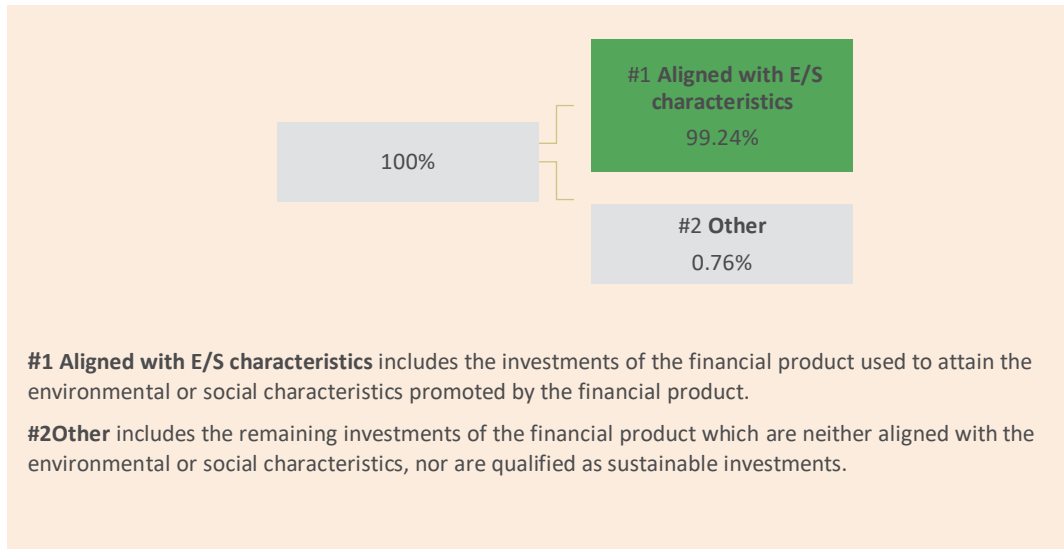 #1 Aligned with E/S
characteristics
99.24%
100%
#2 Other
0.76%
#1 Aligned with E/S characteristics includes the investments of the financial product used to attain the
environmental or social characteristics promoted by the financial product.
#2Other includes the remaining investments of the financial product which are neither aligned with the
environmental or social characteristics, nor are qualified as sustainable investments.